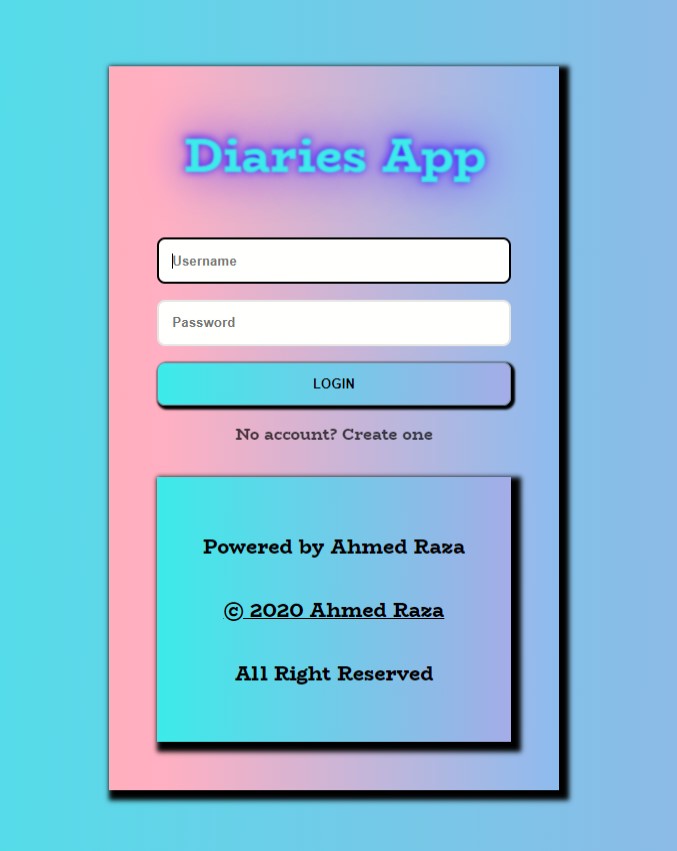 Diaries App
Username
Password
LOGIN
No account? Create one
Powered by Ahmed Raza
© 2020 Ahmed Raza
All Right Reserved